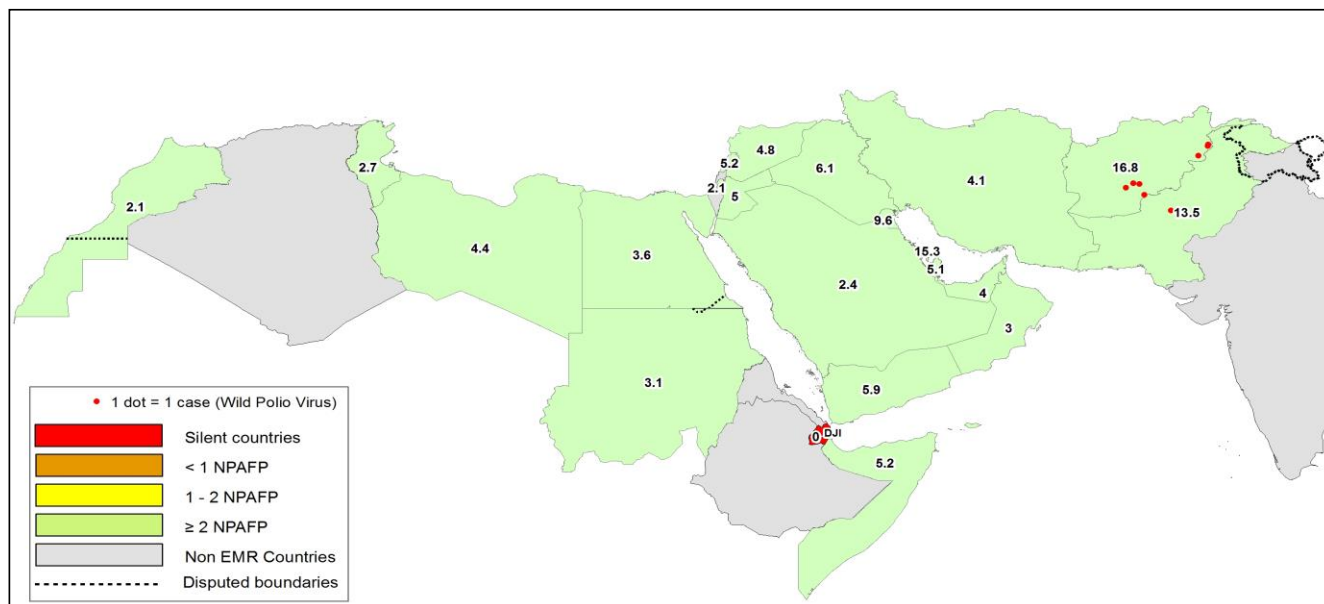 4.8
5.2
6.1
2.7
16.8
4.1
2.1
5
2.1
13.5
9.6
4.4
3.6
15.3
5.1
2.4
4
3
3.1
5.9
DJI
0
5.2
1 dot = 1 case (Wild Polio Virus)
Silent countries
< 1 NPAFP
1 - 2 NPAFP
≥ 2 NPAFP
Non EMR Countries
Disputed boundaries